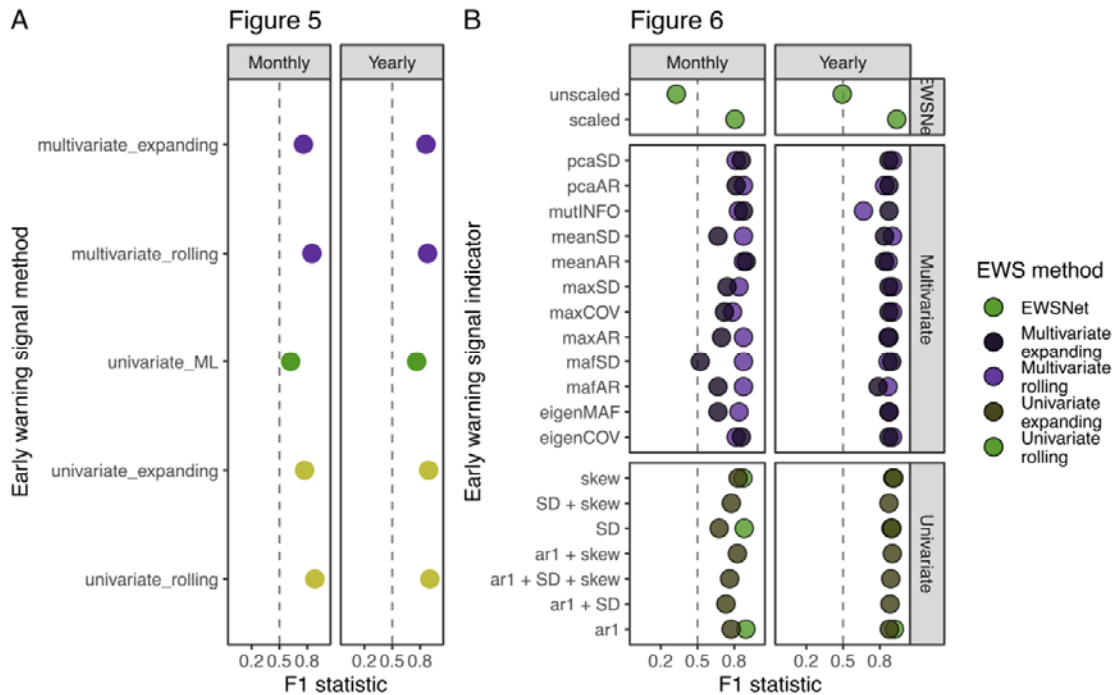 A
Figure 5
Monthly
Yearly
Early warning signal method
multivariate_expanding
multivariate_rolling
univariate_ML
univariate_expanding
univariate_rolling
0.2 0.5 0.8
0.2 0.5 0.8
F1 statistic
B
Figure 6
Monthly
Yearly
Early warning signal indicator
unscaled
scaled
EWSNe
pcaSD
pcaAR
mutINFO
meanSD
meanAR
maxSD
maxCOV
maxAR
mafSD
mafAR
eigenMAF
eigenCOV
Multivariate
skew
SD + skew
SD
ar1 + skew
ar1 + SD + skew
ar1 + SD
ar1
Univariate
0.2 0.5 0.8
0.2 0.5 0.8
F1 statistic
EWS method
EWSNet
Multivariate
expanding
Multivariate
rolling
Univariate
expanding
Univariate
rolling